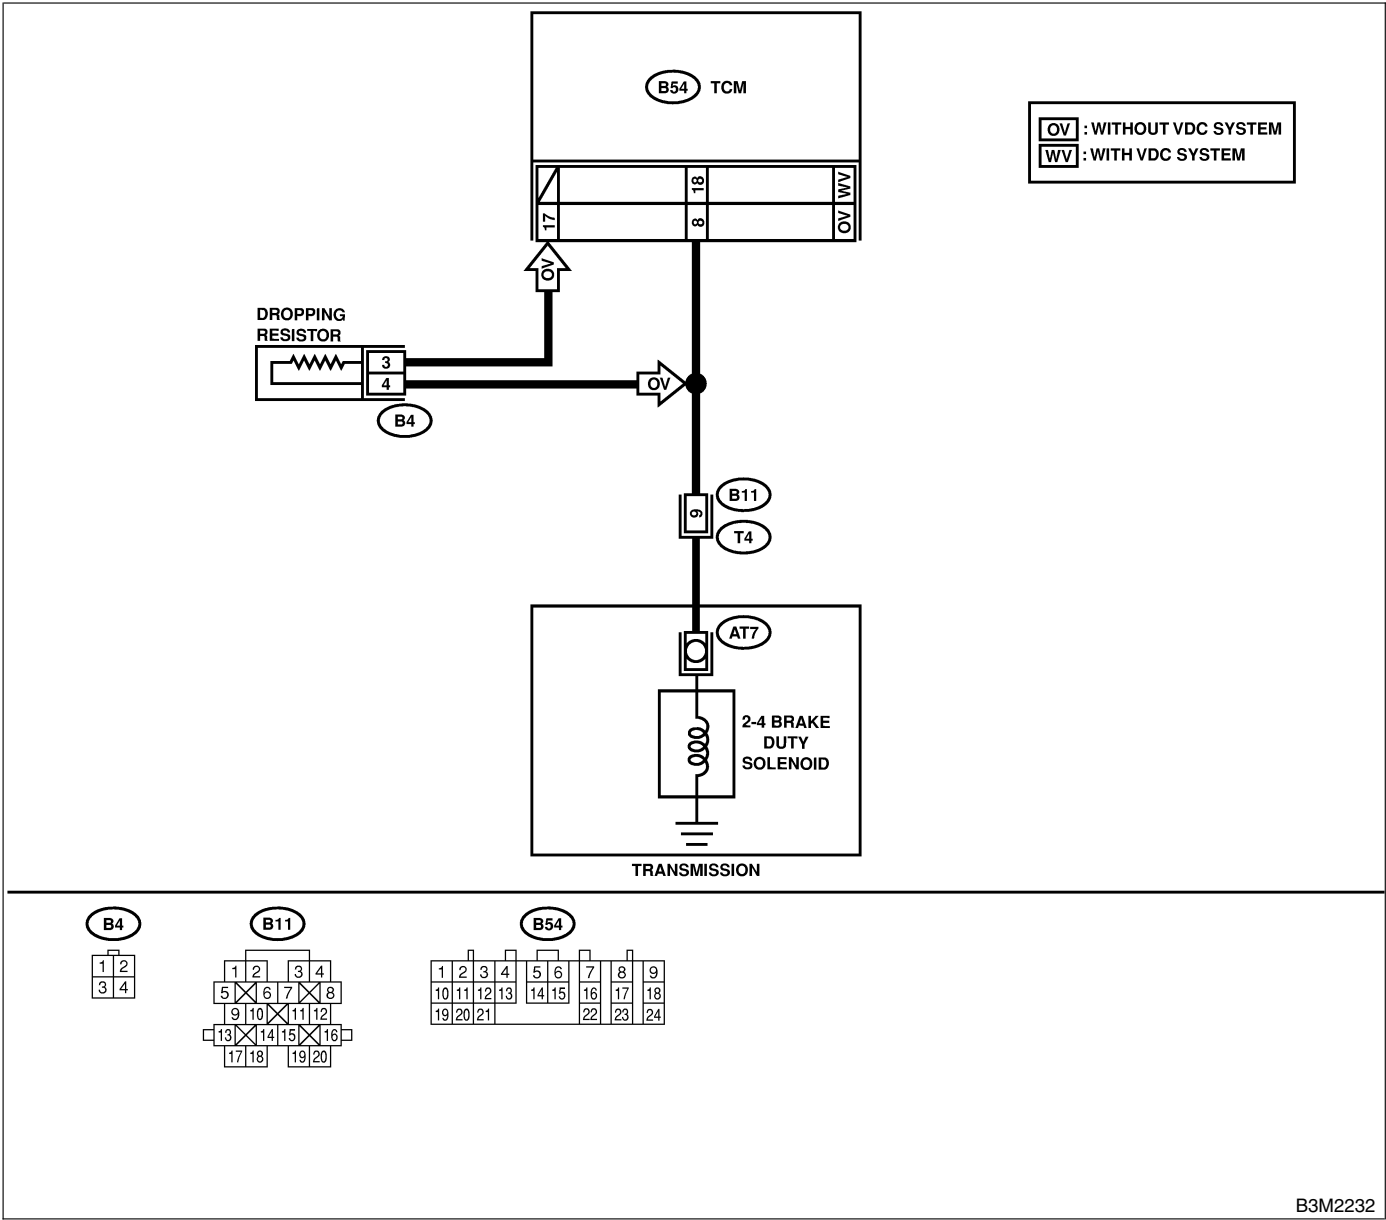 B54 TCM
OV : WITHOUT VDC SYSTEM
WV : WITH VDC SYSTEM
18 WV
17 8 OV
OV
DROPPING
RESISTOR
3
4
OV
B4
B11
9
T4
AT7
2-4 BRAKE
DUTY
SOLENOID
TRANSMISSION
B4 B11 B54
1 2
3 4
1 2 3 4
5 6 7 8
9 10 11 12
13 14 15 16
17 18 19 20
1 2 3 4 5 6 7 8 9
10 11 12 13 14 15 16 17 18
19 20 21 22 23 24
B3M2232